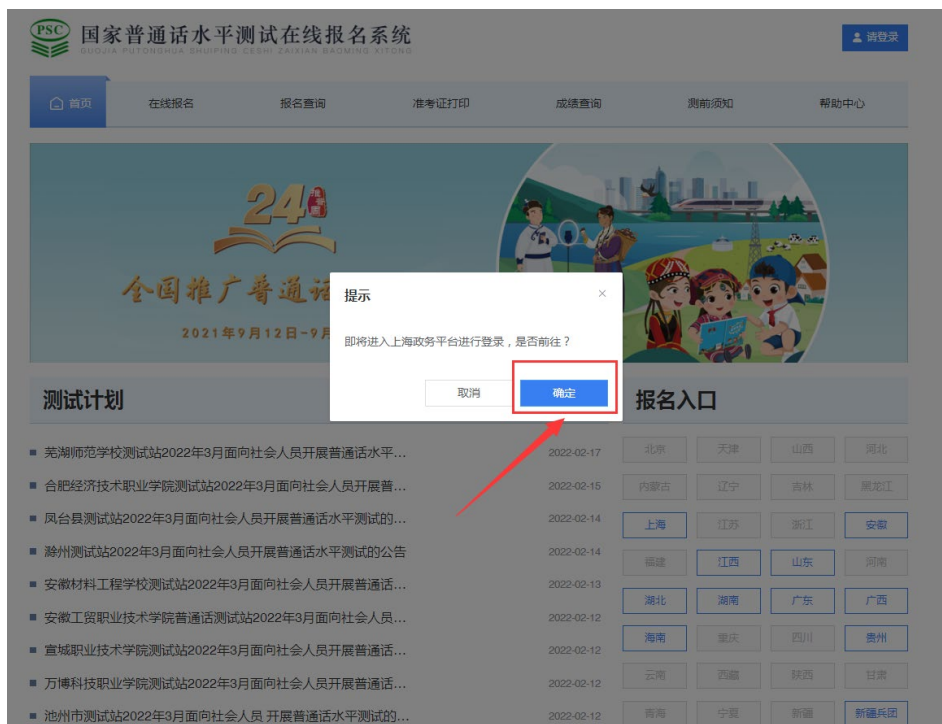 PSC
国家普通话水平测试在线报名系统
GUOJIA PUTONGHUA SHUIPING CESHI ZAIXIAN BAOMING XITONG
请登录
首页 在线报名 报名查询 准考证打印 成绩查询 测前须知 帮助中心
24
全国推广普通话
2021年9月12日-9月
提示 ×
即将进入上海政务平台进行登录，是否前往？
取消 确定
测试计划
芜湖师范学校测试站2022年3月面向社会人员开展普通话水平... 2022-02-17
合肥经济技术职业学院测试站2022年3月面向社会人员开展普... 2022-02-15
凤台县测试站2022年3月面向社会人员开展普通话水平测试的... 2022-02-14
滁州测试站2022年3月面向社会人员开展普通话水平测试的公告 2022-02-14
安徽材料工程学校测试站2022年3月面向社会人员开展普通话... 2022-02-13
安徽工贸职业技术学院普通话测试站2022年3月面向社会人员... 2022-02-12
宣城职业技术学院测试站2022年3月面向社会人员开展普通话... 2022-02-12
万博科技职业学院测试站2022年3月面向社会人员开展普通话... 2022-02-12
池州市测试站2022年3月面向社会人员 开展普通话水平测试的... 2022-02-12
报名入口
北京 天津 山西 河北
内蒙古 辽宁 吉林 黑龙江
上海 江苏 浙江 安徽
福建 江西 山东 河南
湖北 湖南 广东 广西
海南 重庆 四川 贵州
云南 西藏 陕西 甘肃
青海 宁夏 新疆 新疆兵团